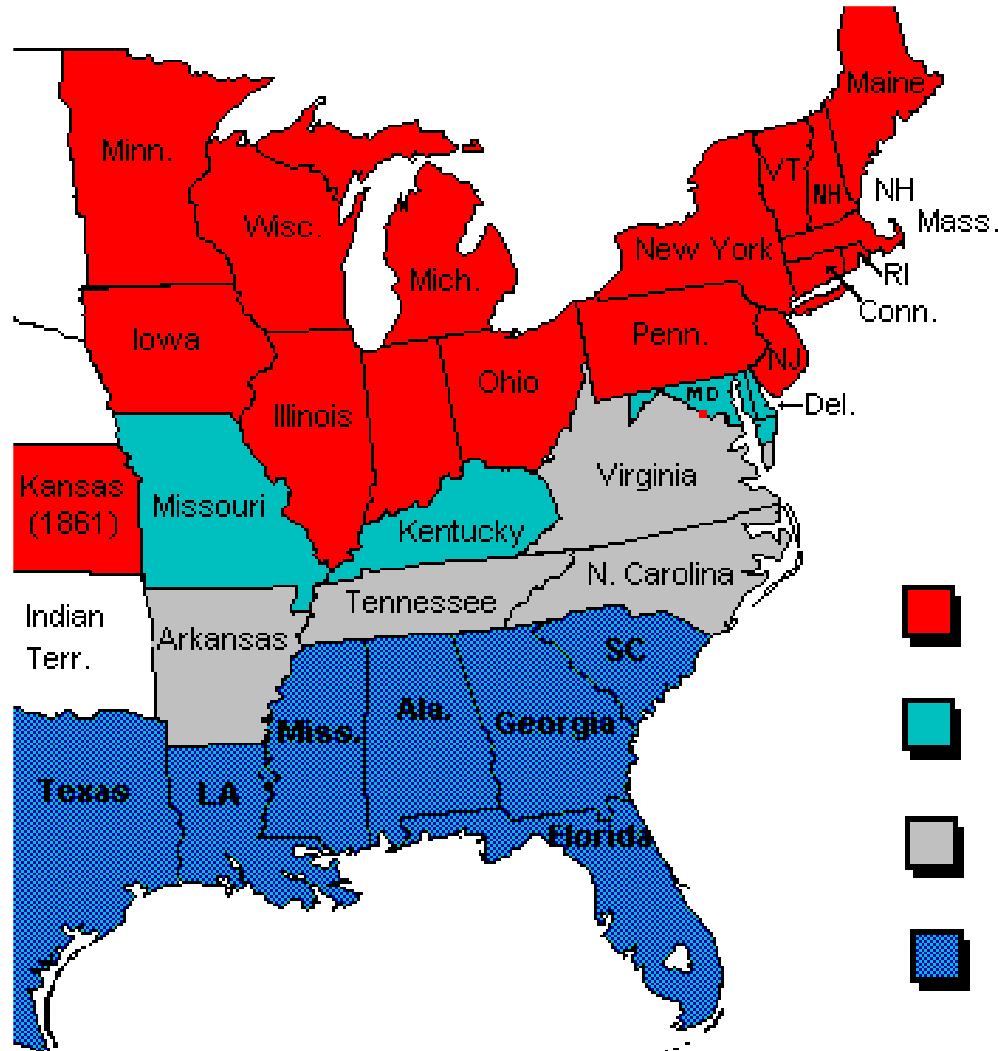 Maine
Minn.
VT
NH
NH
Mass.
Wisc.
New York
Mich.
RI
Conn.
Iowa
Penn.
NJ
Ohio
MD
Del.
Illinois
Virginia
Kansas
(1861)
Missouri
Kentucky
N. Carolina
Tennessee
Indian
Terr.
Arkansas
SC
Ala.
Georgia
Miss.
Texas
LA
Florida